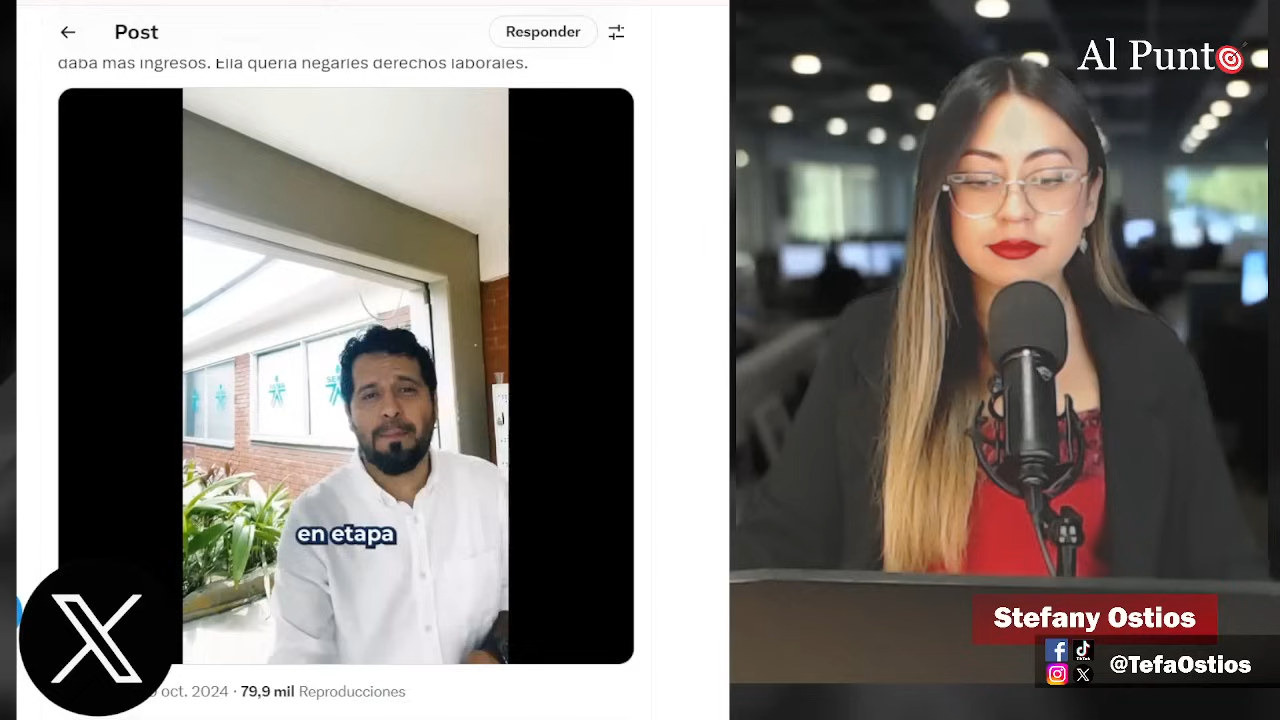 Post
Responder
daba más ingresos. Ella quería negarles derechos laborales.
en etapa
oct. 2024 · 79,9 mil Reproducciones
Al Punto
Stefany Ostios
@TefaOstios